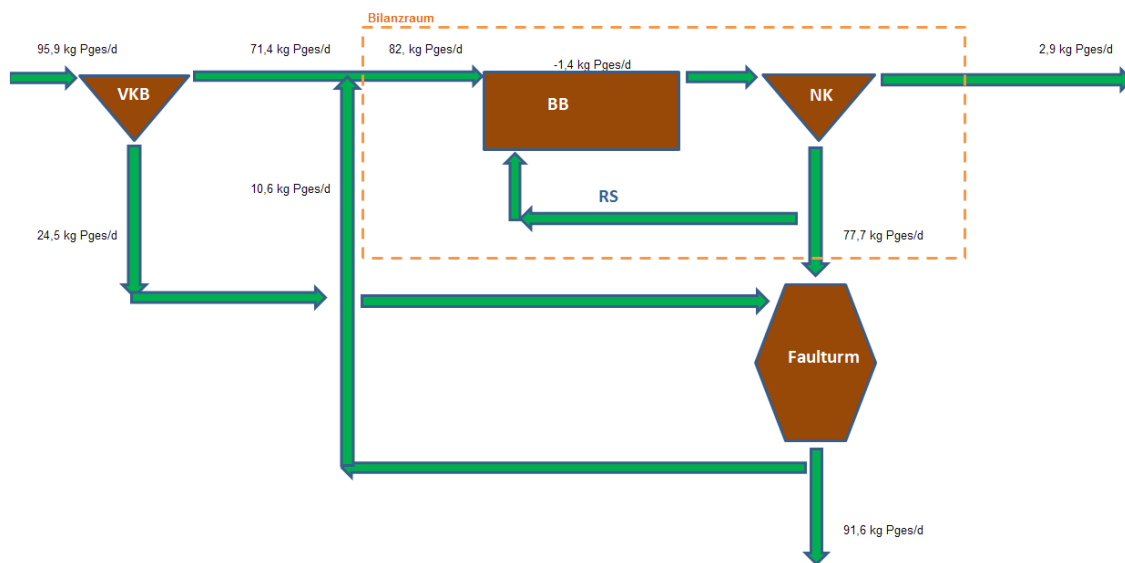 Bilanzraum
95,9 kg Pges/d
71,4 kg Pges/d
82, kg Pges/d
2,9 kg Pges/d
-1,4 kg Pges/d
VKB
BB
NK
10,6 kg Pges/d
RS
24,5 kg Pges/d
77,7 kg Pges/d
Faulturm
91,6 kg Pges/d